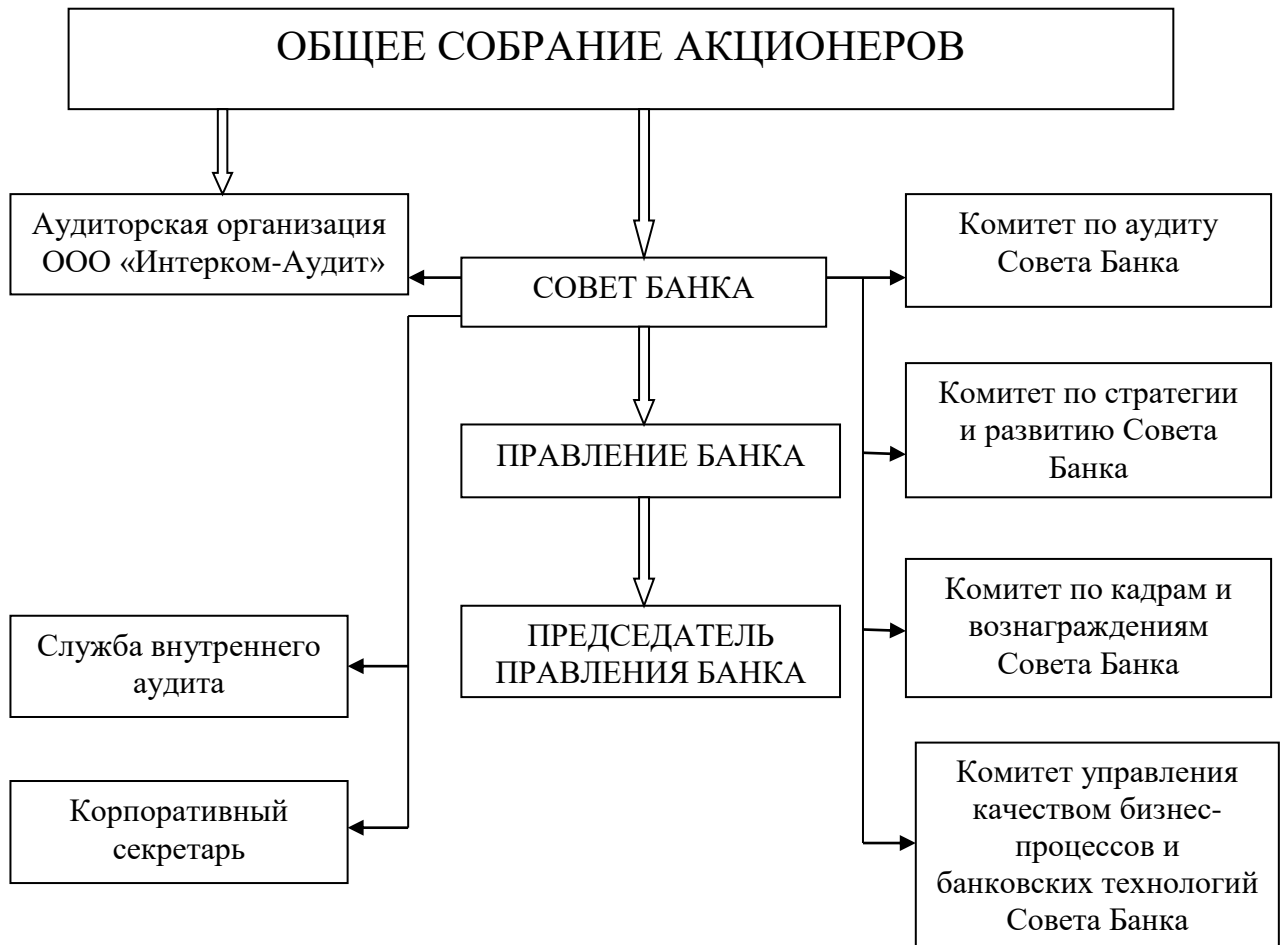 ОБЩЕЕ СОБРАНИЕ АКЦИОНЕРОВ
Аудиторская организация
ООО «Интерком-Аудит»
СОВЕТ БАНКА
Комитет по аудиту
Совета Банка
ПРАВЛЕНИЕ БАНКА
Комитет по стратегии
и развитию Совета
Банка
Служба внутреннего
аудита
ПРЕДСЕДАТЕЛЬ
ПРАВЛЕНИЯ БАНКА
Комитет по кадрам и
вознаграждениям
Совета Банка
Корпоративный
секретарь
Комитет управления
качеством бизнес-
процессов и
банковских технологий
Совета Банка